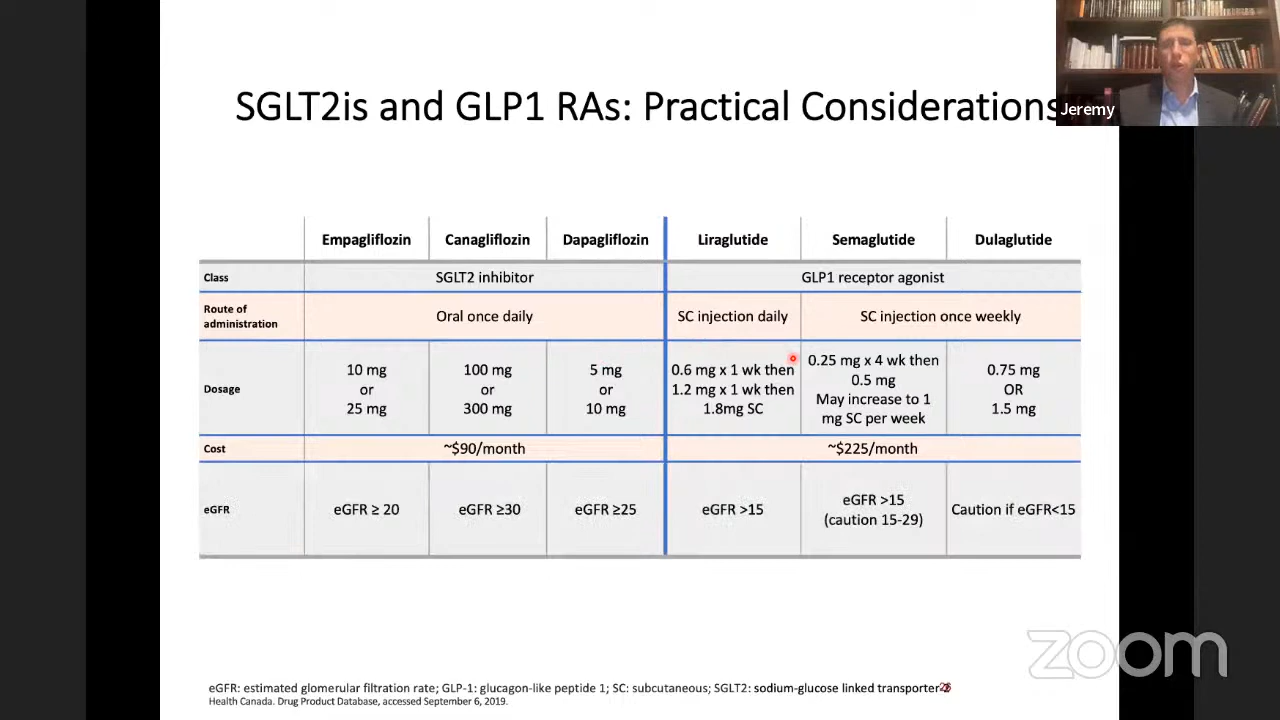 SGLT2is and GLP1 RAs: Practical Considerations
Jeremy
Empagliflozin Canagliflozin Dapagliflozin Liraglutide Semaglutide Dulaglutide
Class SGLT2 inhibitor GLP1 receptor agonist
Route of administration Oral once daily SC injection daily SC injection once weekly
Dosage
10 mg
or
25 mg
100 mg
or
300 mg
5 mg
or
10 mg
0.6 mg x 1 wk then
1.2 mg x 1 wk then
1.8mg SC
0.25 mg x 4 wk then
0.5 mg
May increase to 1
mg SC per week
0.75 mg
OR
1.5 mg
Cost ~$90/month ~$225/month
eGFR eGFR ≥ 20 eGFR ≥30 eGFR ≥25 eGFR >15
eGFR >15
(caution 15-29)
Caution if eGFR<15
zoom
eGFR: estimated glomerular filtration rate; GLP-1: glucagon-like peptide 1; SC: subcutaneous; SGLT2: sodium-glucose linked transporter-2
Health Canada. Drug Product Database, accessed September 6, 2019.